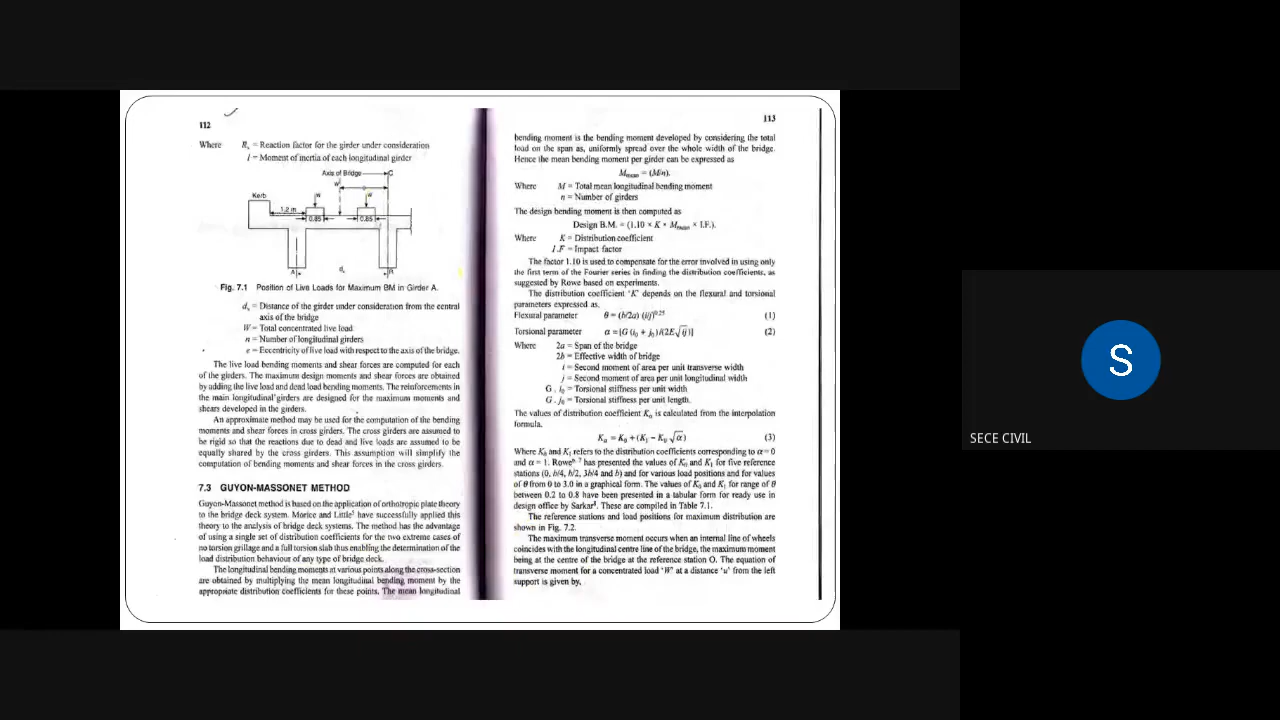 112
Where Rx = Reaction factor for the girder under consideration
I = Moment of inertia of each longitudinal girder
Axis of Bridge C
W
e
Kerb w w
1.2 m
0.85 0.85
A dx B
Fig. 7.1 Position of Live Loads for Maximum BM in Girder A.
dx = Distance of the girder under consideration from the central
axis of the bridge
W = Total concentrated live load
n = Number of longitudinal girders
e = Eccentricity of live load with respect to the axis of the bridge.
The live load bending moments and shear forces are computed for each
of the girders. The maximum design moments and shear forces are obtained
by adding the live load and dead load bending moments. The reinforcements in
the main longitudinal girders are designed for the maximum moments and
shears developed in the girders.
An approximate method may be used for the computation of the bending
moments and shear forces in cross girders. The cross girders are assumed to
be rigid so that the reactions due to dead and live loads are assumed to be
equally shared by the cross girders. This assumption will simplify the
computation of bending moments and shear forces in the cross girders.
7.3 GUYON-MASSONET METHOD
Guyon-Massonet method is based on the application of orthotropic plate theory
to the bridge deck system. Morice and Little have successfully applied this
theory to the analysis of bridge deck systems. The method has the advantage
of using a single set of distribution coefficients for the two extreme cases of
no torsion grillage and a full torsion slab thus enabling the determination of the
load distribution behaviour of any type of bridge deck.
The longitudinal bending moments at various points along the cross-section
are obtained by multiplying the mean longitudinal bending moment by the
appropriate distribution coefficients for these points. The mean longitudinal
113
bending moment is the bending moment developed by considering the total
load on the span as, uniformly spread over the whole width of the bridge.
Hence the mean bending moment per girder can be expressed as
Mmean = (M/n).
Where M = Total mean longitudinal bending moment
n = Number of girders
The design bending moment is then computed as
Design B.M. = (1.10 × K × Mmean × I.F.).
Where K = Distribution coefficient
I.F = Impact factor
The factor 1.10 is used to compensate for the error involved in using only
the first term of the Fourier series in finding the distribution coefficients, as
suggested by Rowe based on experiments.
The distribution coefficient 'K' depends on the flexural and torsional
parameters expressed as,
Flexural parameter θ = (b/2a) (i/j)^0.25 (1)
Torsional parameter α = [G (i0 + j0)/(2E√ij)] (2)
Where 2a = Span of the bridge
2b = Effective width of bridge
i = Second moment of area per unit transverse width
j = Second moment of area per unit longitudinal width
G . i0 = Torsional stiffness per unit width
G . j0 = Torsional stiffness per unit length.
The values of distribution coefficient Kα is calculated from the interpolation
formula.
Kα = K0 + (K1 − K0 √α) (3)
Where K0 and K1 refers to the distribution coefficients corresponding to α = 0
and α = 1. Rowe has presented the values of K0 and K1 for five reference
stations (0, b/4, b/2, 3b/4 and b) and for various load positions and for values
of θ from 0 to 3.0 in a graphical form. The values of K0 and K1 for range of θ
between 0.2 to 0.8 have been presented in a tabular form for ready use in
design office by Sarkar. These are compiled in Table 7.1.
The reference stations and load positions for maximum distribution are
shown in Fig. 7.2.
The maximum transverse moment occurs when an internal line of wheels
coincides with the longitudinal centre line of the bridge, the maximum moment
being at the centre of the bridge at the reference station O. The equation of
transverse moment for a concentrated load 'W' at a distance 'u' from the left
support is given by,
S
SECE CIVIL